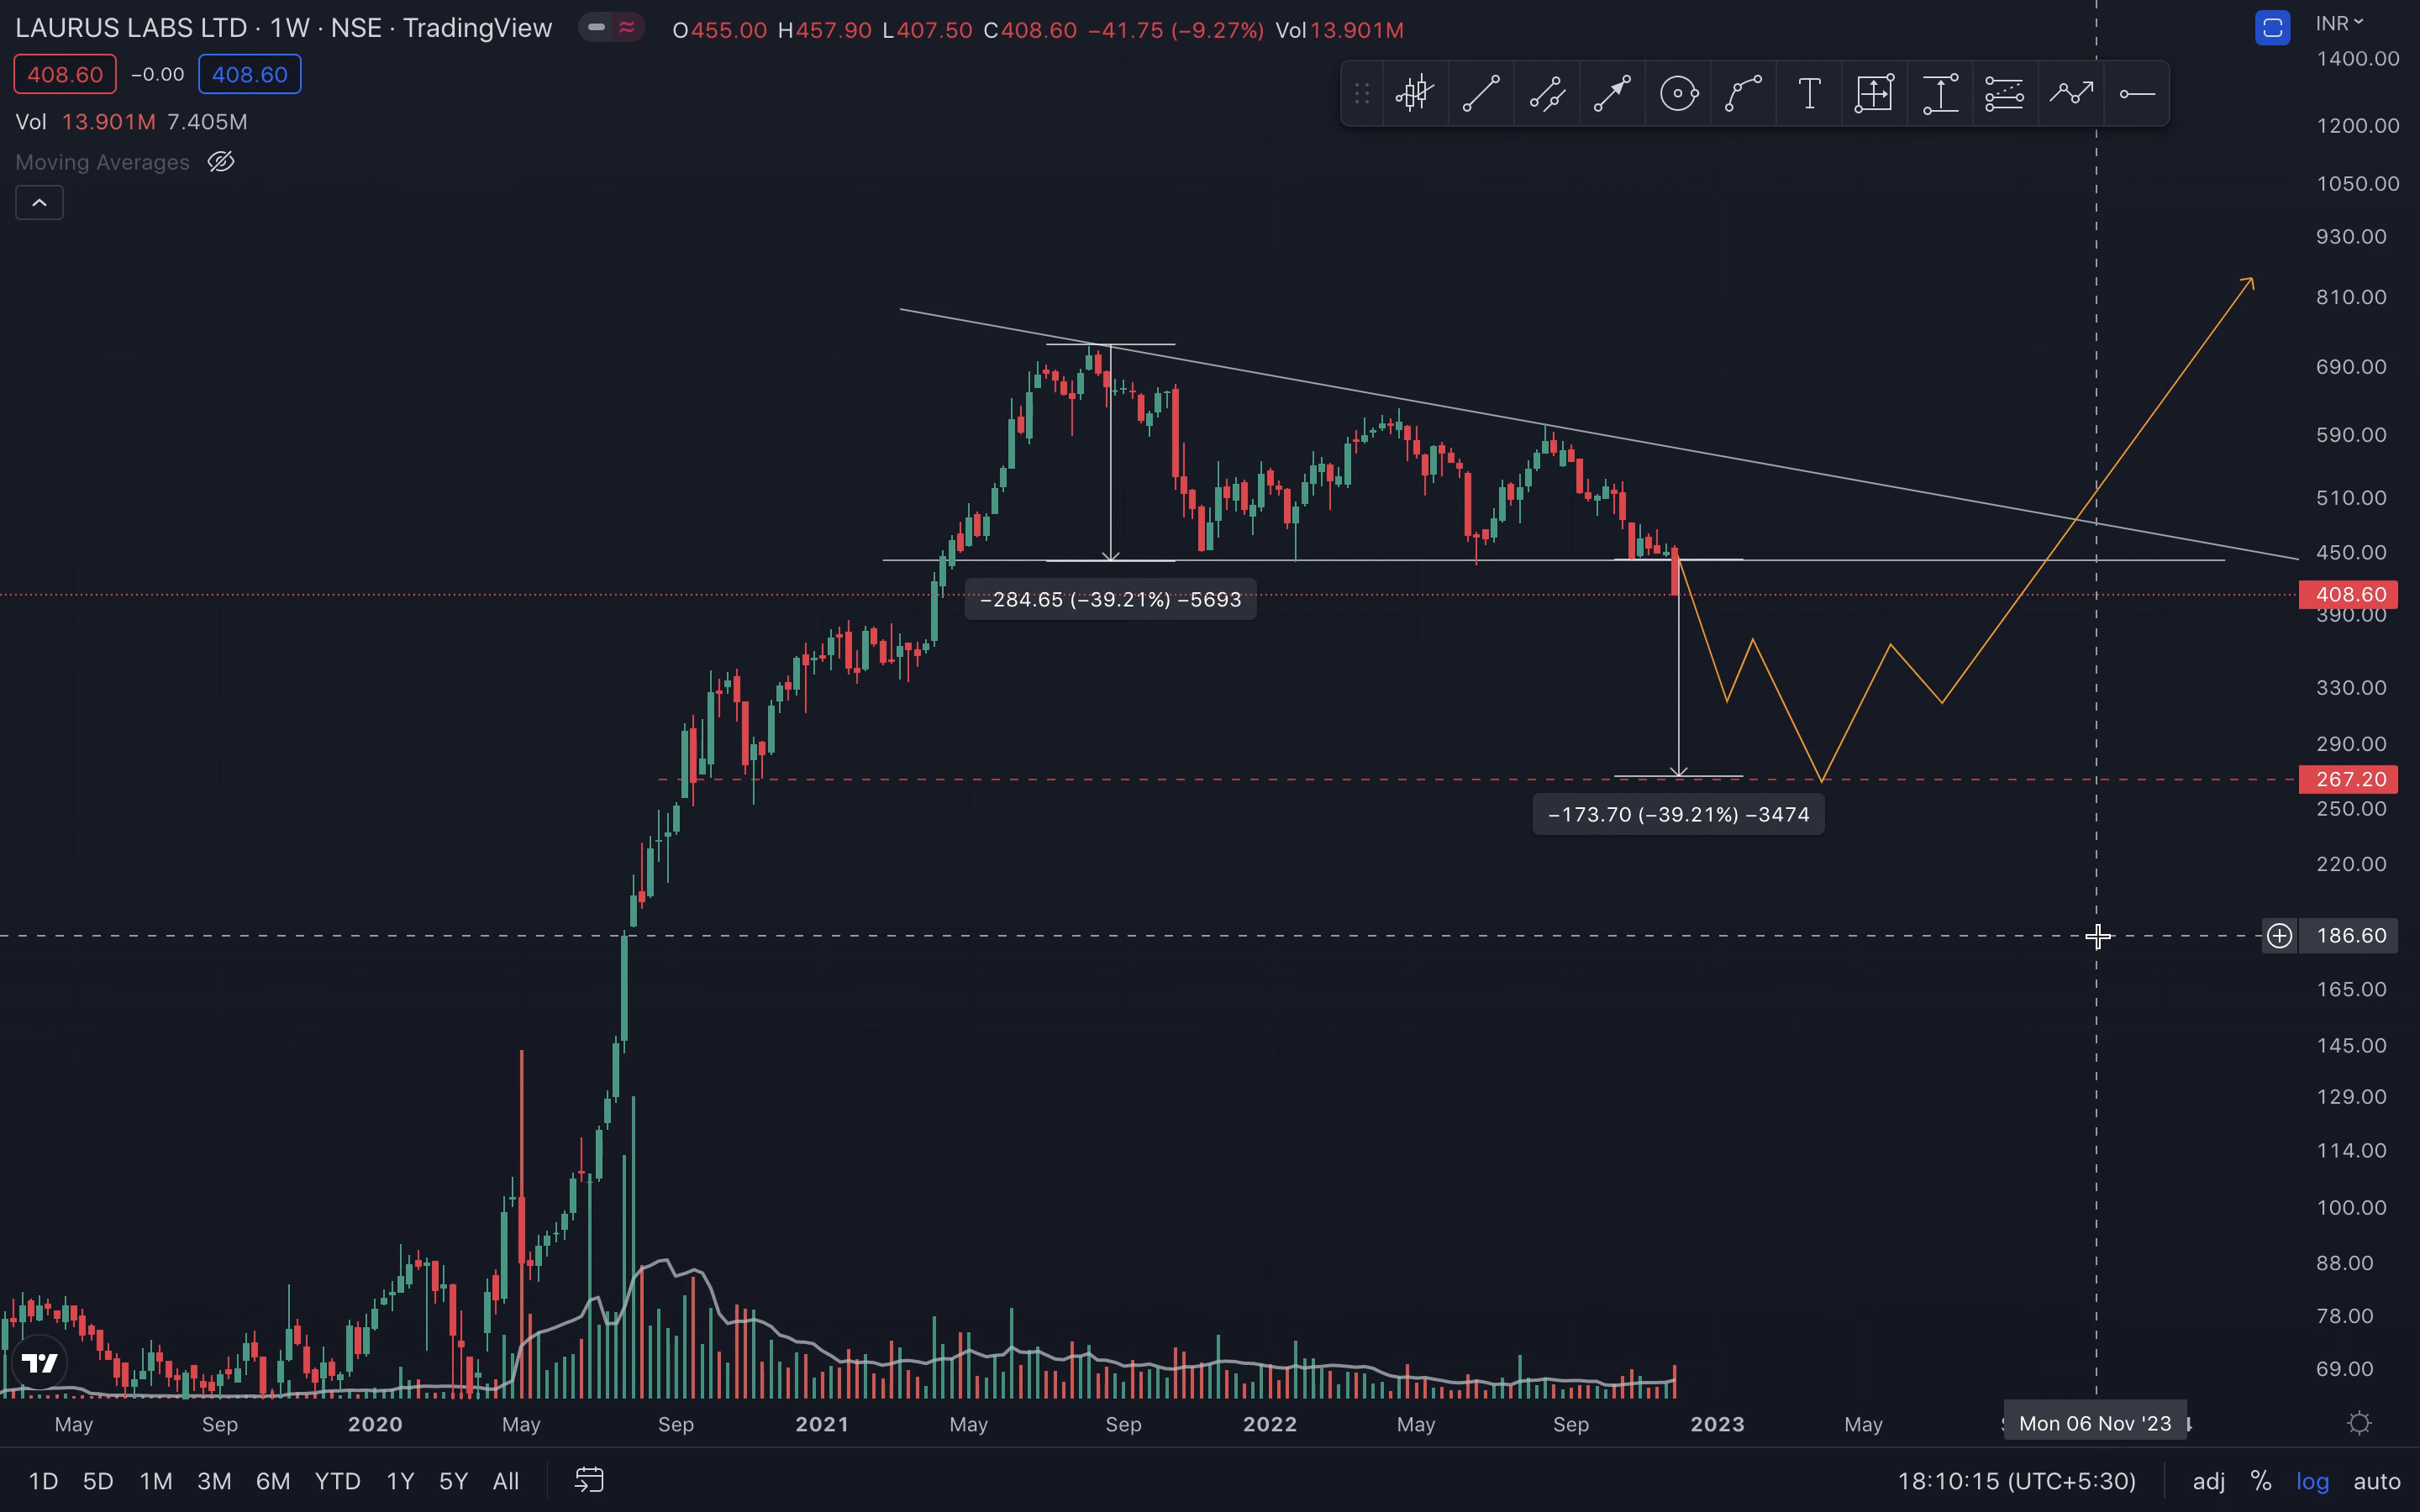 LAURUS LABS LTD · 1W · NSE · TradingView O455.00 H457.90 L407.50 C408.60 −41.75 (−9.27%) Vol13.901M
INR
408.60 −0.00 408.60
Vol 13.901M 7.405M
Moving Averages
T
1400.00
1200.00
1050.00
930.00
810.00
690.00
590.00
510.00
450.00
408.60
390.00
330.00
290.00
267.20
250.00
220.00
186.60
165.00
145.00
129.00
114.00
100.00
88.00
78.00
69.00
−284.65 (−39.21%) −5693
−173.70 (−39.21%) −3474
May Sep 2020 May Sep 2021 May Sep 2022 May Sep 2023 May Mon 06 Nov '23
1D 5D 1M 3M 6M YTD 1Y 5Y All 18:10:15 (UTC+5:30) adj % log auto